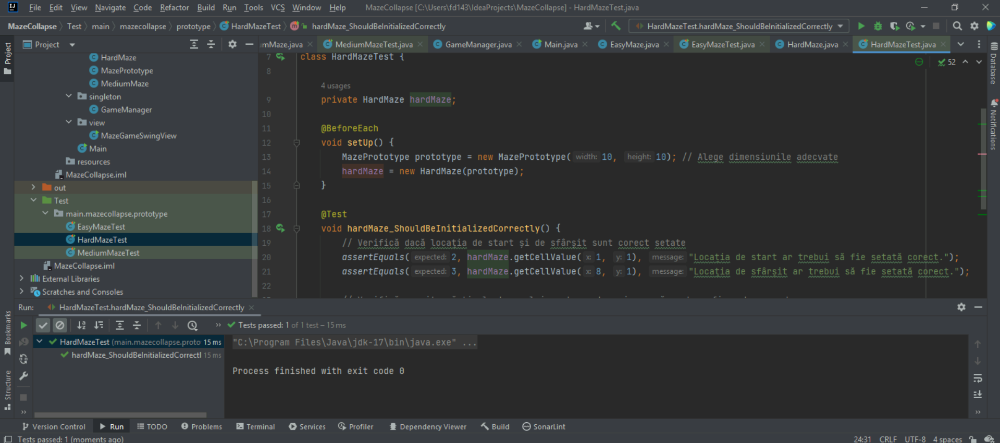 File Edit View Navigate Code Refactor Build Run Tools VCS Window Help MazeCollapse [C:\Users\fd143\IdeaProjects\MazeCollapse] - HardMazeTest.java
MazeCollapse Test main mazecollapse prototype HardMazeTest hardMaze_ShouldBeInitializedCorrectly HardMazeTest.hardMaze_ShouldBeInitializedCorrectly
Project
Project
HardMaze
MazePrototype
MediumMaze
singleton
GameManager
view
MazeGameSwingView
Main
resources
MazeCollapse.iml
out
Test
main.mazecollapse.prototype
EasyMazeTest
HardMazeTest
MediumMazeTest
MazeCollapse.iml
External Libraries
Scratches and Consoles
mMaze.java MediumMazeTest.java GameManager.java Main.java EasyMaze.java EasyMazeTest.java HardMaze.java HardMazeTest.java
52
7 class HardMazeTest {
8
4 usages
9 private HardMaze hardMaze;
10
11 @BeforeEach
12 void setUp() {
13 MazePrototype prototype = new MazePrototype( width: 10, height: 10); // Alege dimensiunile adecvate
14 hardMaze = new HardMaze(prototype);
15 }
16
17 @Test
18 void hardMaze_ShouldBeInitializedCorrectly() {
19 // Verifică dacă locația de start și de sfârșit sunt corect setate
20 assertEquals( expected: 2, hardMaze.getCellValue( x: 1, y: 1), message: "Locația de start ar trebui să fie setată corect.");
21 assertEquals( expected: 3, hardMaze.getCellValue( x: 8, y: 1), message: "Locația de sfârșit ar trebui să fie setată corect.");
22
Database
Notifications
Run: HardMazeTest.hardMaze_ShouldBeInitializedCorrectly
Tests passed: 1 of 1 test – 15 ms
HardMazeTest (main.mazecollapse.proto 15 ms
hardMaze_ShouldBeInitializedCorrectl 15 ms
"C:\Program Files\Java\jdk-17\bin\java.exe" ...
Process finished with exit code 0
Bookmarks
Structure
Version Control Run TODO Problems Terminal Services Profiler Dependency Viewer Build SonarLint
Tests passed: 1 (moments ago) 24:31 CRLF UTF-8 4 spaces